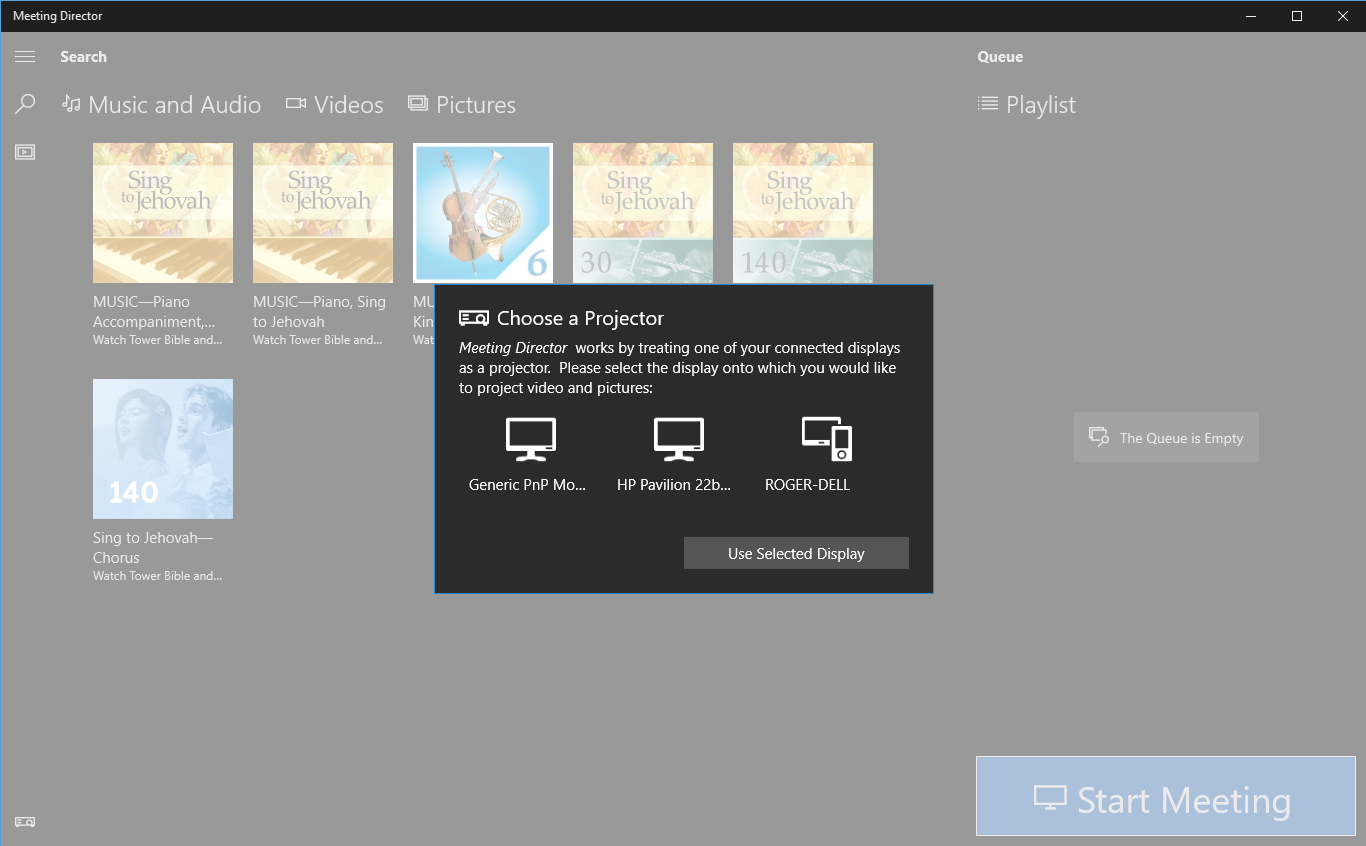 Meeting Director
Search
Queue
Music and Audio
Videos
Pictures
Playlist
Sing
to Jehovah
Sing
to Jehovah
6
Sing
to Jehovah
30
Sing
to Jehovah
140
MUSIC—Piano
Accompaniment,...
Watch Tower Bible and...
MUSIC—Piano, Sing
to Jehovah
Watch Tower Bible and...
MU
Kin
Wat
140
Sing to Jehovah—
Chorus
Watch Tower Bible and...
Choose a Projector
Meeting Director works by treating one of your connected displays
as a projector. Please select the display onto which you would like
to project video and pictures:
Generic PnP Mo...
HP Pavilion 22b...
ROGER-DELL
Use Selected Display
The Queue is Empty
Start Meeting